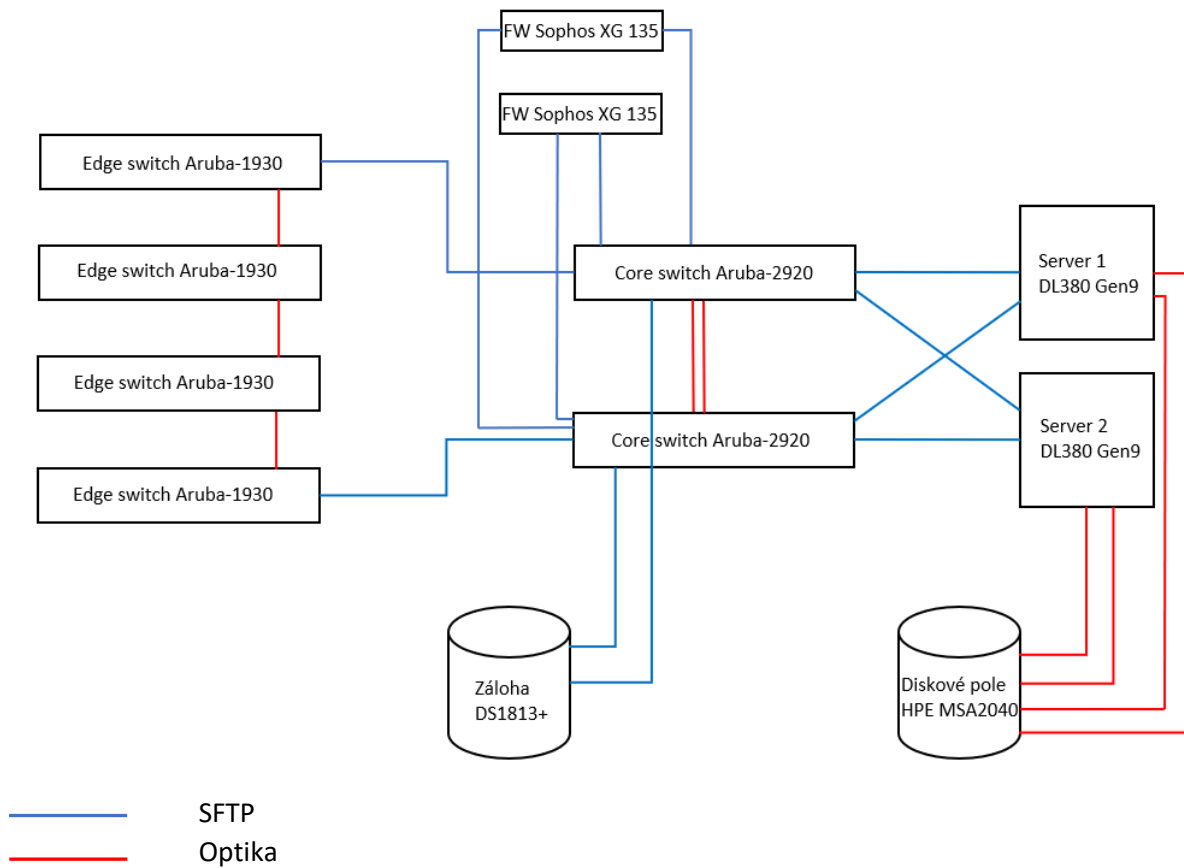 FW Sophos XG 135
FW Sophos XG 135
Edge switch Aruba-1930
Edge switch Aruba-1930
Edge switch Aruba-1930
Edge switch Aruba-1930
Core switch Aruba-2920
Core switch Aruba-2920
Server 1
DL380 Gen9
Server 2
DL380 Gen9
Záloha
DS1813+
Diskové pole
HPE MSA2040
SFTP
Optika